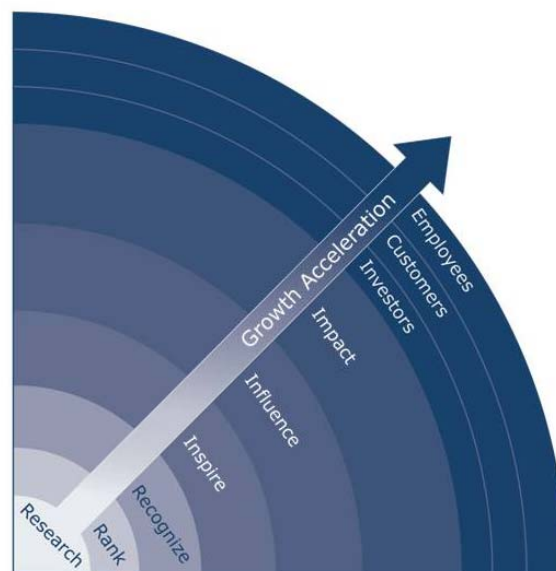 Growth Acceleration
Employees
Customers
Investors
Impact
Influence
Inspire
Recognize
Rank
Research